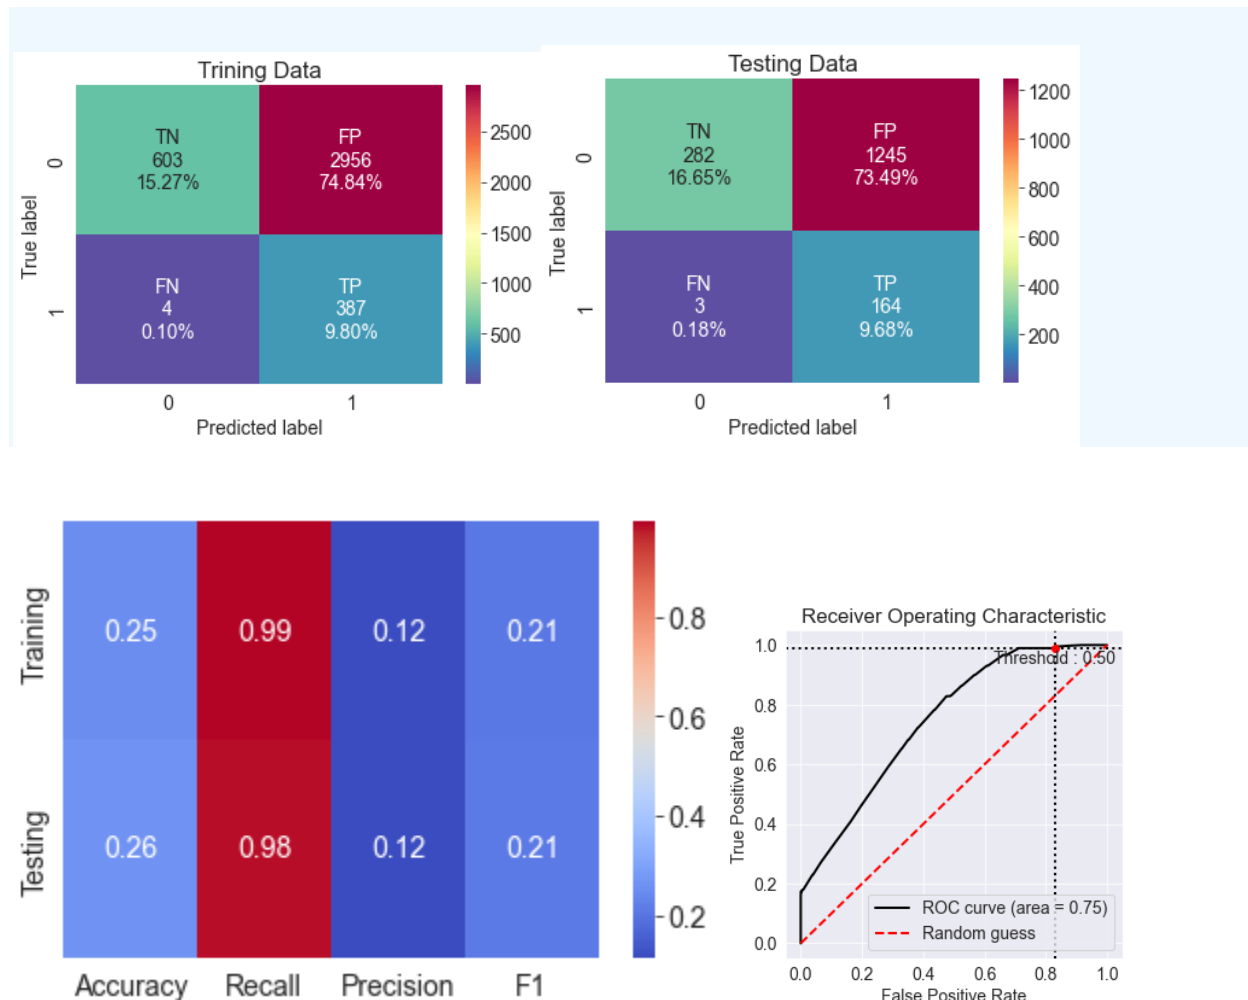 Trining Data
TN
603
15.27%
FP
2956
74.84%
FN
4
0.10%
TP
387
9.80%
0
1
True label
0
1
Predicted label
2500
2000
1500
1000
500
Testing Data
TN
282
16.65%
FP
1245
73.49%
FN
3
0.18%
TP
164
9.68%
0
1
True label
0
1
Predicted label
1200
1000
800
600
400
200
Training
0.25
0.99
0.12
0.21
Testing
0.26
0.98
0.12
0.21
Accuracy
Recall
Precision
F1
0.8
0.6
0.4
0.2
Receiver Operating Characteristic
1.0
0.8
0.6
0.4
0.2
0.0
True Positive Rate
Threshold : 0.50
ROC curve (area = 0.75)
Random guess
0.0
0.2
0.4
0.6
0.8
1.0
False Positive Rate